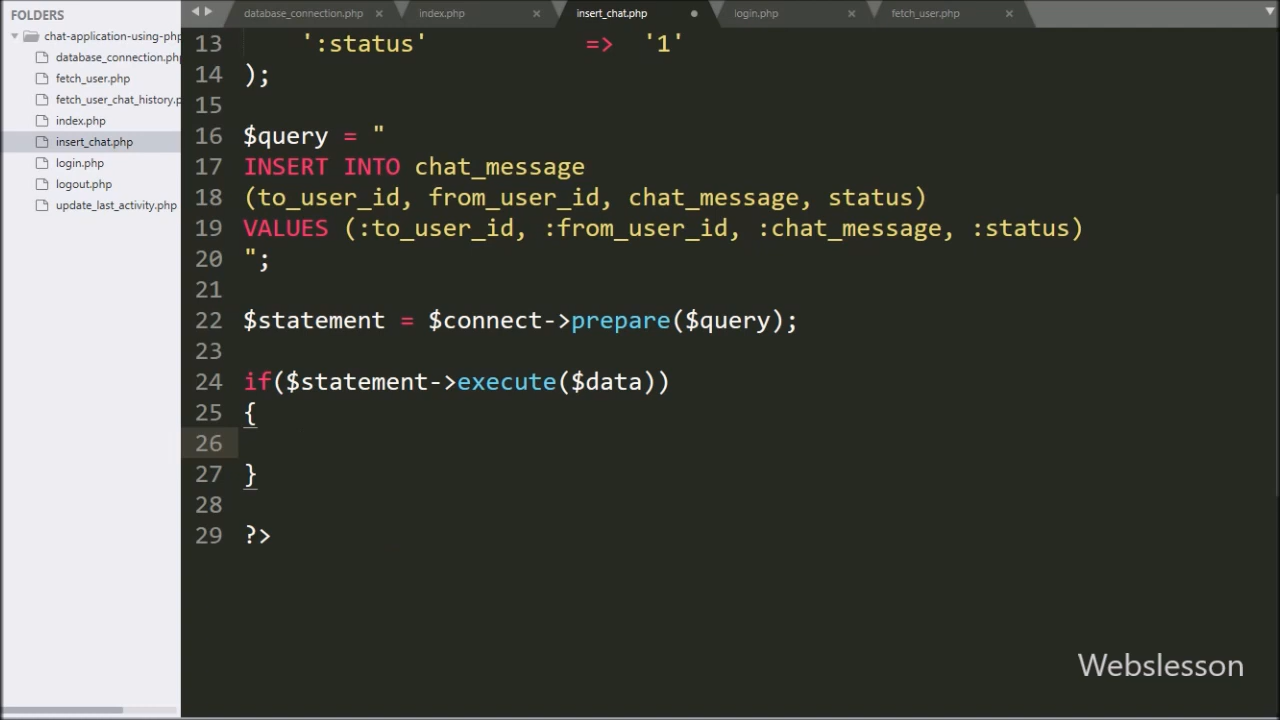 FOLDERS
chat-application-using-php
database_connection.ph
fetch_user.php
fetch_user_chat_history.p
index.php
insert_chat.php
login.php
logout.php
update_last_activity.php
database_connection.php
index.php
insert_chat.php
login.php
fetch_user.php
13 ':status' => '1'
14 );
15
16 $query = "
17 INSERT INTO chat_message
18 (to_user_id, from_user_id, chat_message, status)
19 VALUES (:to_user_id, :from_user_id, :chat_message, :status)
20 ";
21
22 $statement = $connect->prepare($query);
23
24 if($statement->execute($data))
25 {
26
27 }
28
29 ?>
Webslesson